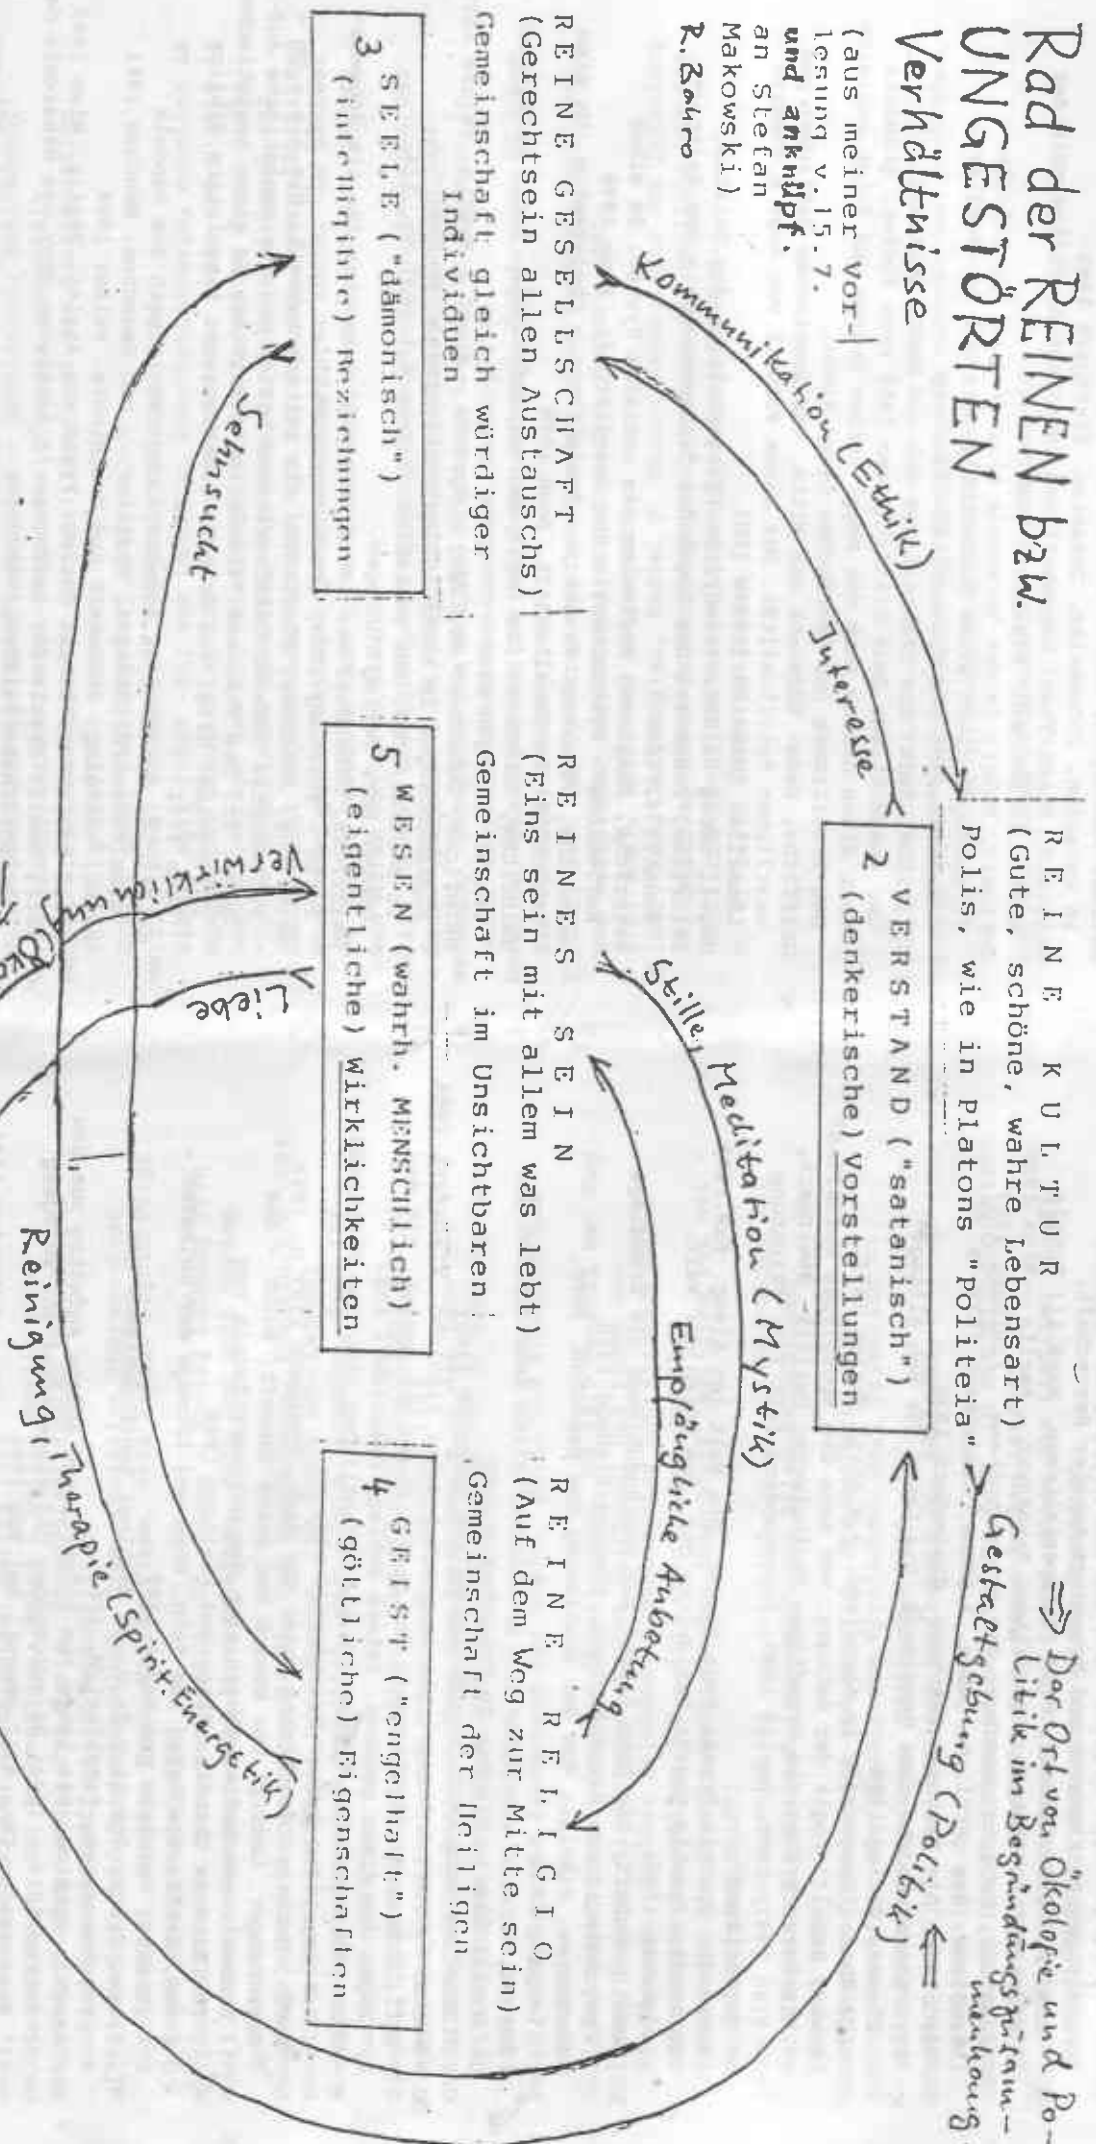 Rad der REINEN bzw.
UNGESTÖRTEN
Verhältnisse
(aus meiner Vor-
lesung v.15.7.
und anknüpf.
an Stefan
Makowski)
R. Bahro
⇒ Der Ort von Ökologie und Po-
litik im Begründungszusam-
menhang
Gestaltgebung (Politik)
R E I N E K U L T U R
(Gute, schöne, wahre Lebensart)
Polis, wie in Platons "Politeia"
2 V E R S T A N D ("satanisch")
(denkerische) Vorstellungen
Kommunikation (Ethik)
Interesse
Stille, Meditation (Mystik)
Empfängliche Anbetung
R E I N E G E S E L L S C H A F T
(Gerechtsein allen Austauschs)
Gemeinschaft gleich würdiger
Individuen
3 S E E L E ("dämonisch")
(intelligible) Beziehungen
R E I N E S S E I N
(Eins sein mit allem was lebt)
Gemeinschaft im Unsichtbaren
5 W E S E N (wahrh. MENSCHLICH)
(eigentliche) Wirklichkeiten
R E I N E R E L I G I O
(Auf dem Weg zur Mitte sein)
Gemeinschaft der Heiligen
4 G E I S T ("engelhaft")
(göttliche) Eigenschaften
Sehnsucht
Verwirklichung (Öko
Liebe
Reinigung, Therapie (Spirit. Energetik)